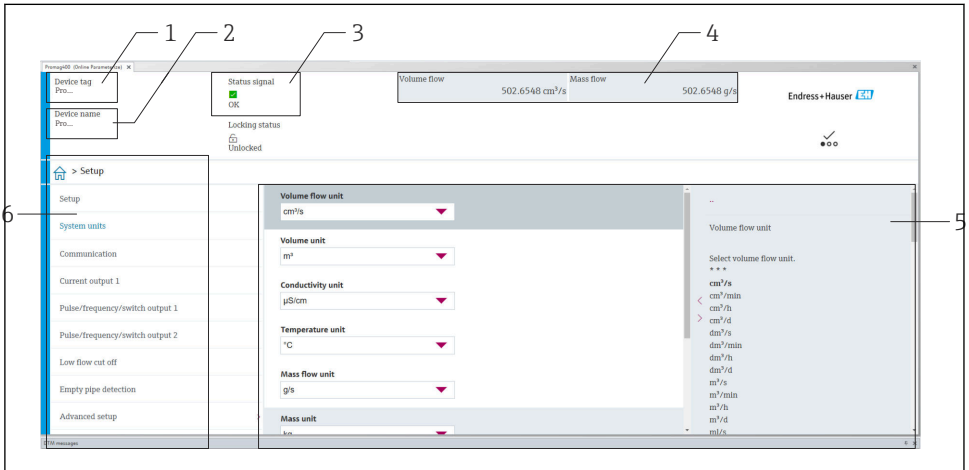 1
2
3
4
Promag400 (Online Parameterize) ×
Device tag
Pro...
Device name
Pro...
Status signal
OK
Locking status
Unlocked
Volume flow
502.6548 cm³/s
Mass flow
502.6548 g/s
Endress+Hauser EH
> Setup
6
Setup
System units
Communication
Current output 1
Pulse/frequency/switch output 1
Pulse/frequency/switch output 2
Low flow cut off
Empty pipe detection
Advanced setup
Volume flow unit
cm³/s
Volume unit
m³
Conductivity unit
µS/cm
Temperature unit
°C
Mass flow unit
g/s
Mass unit
kg
5
..
Volume flow unit
Select volume flow unit.
* * *
cm³/s
cm³/min
cm³/h
cm³/d
dm³/s
dm³/min
dm³/h
dm³/d
m³/s
m³/min
m³/h
m³/d
ml/s
DTM messages